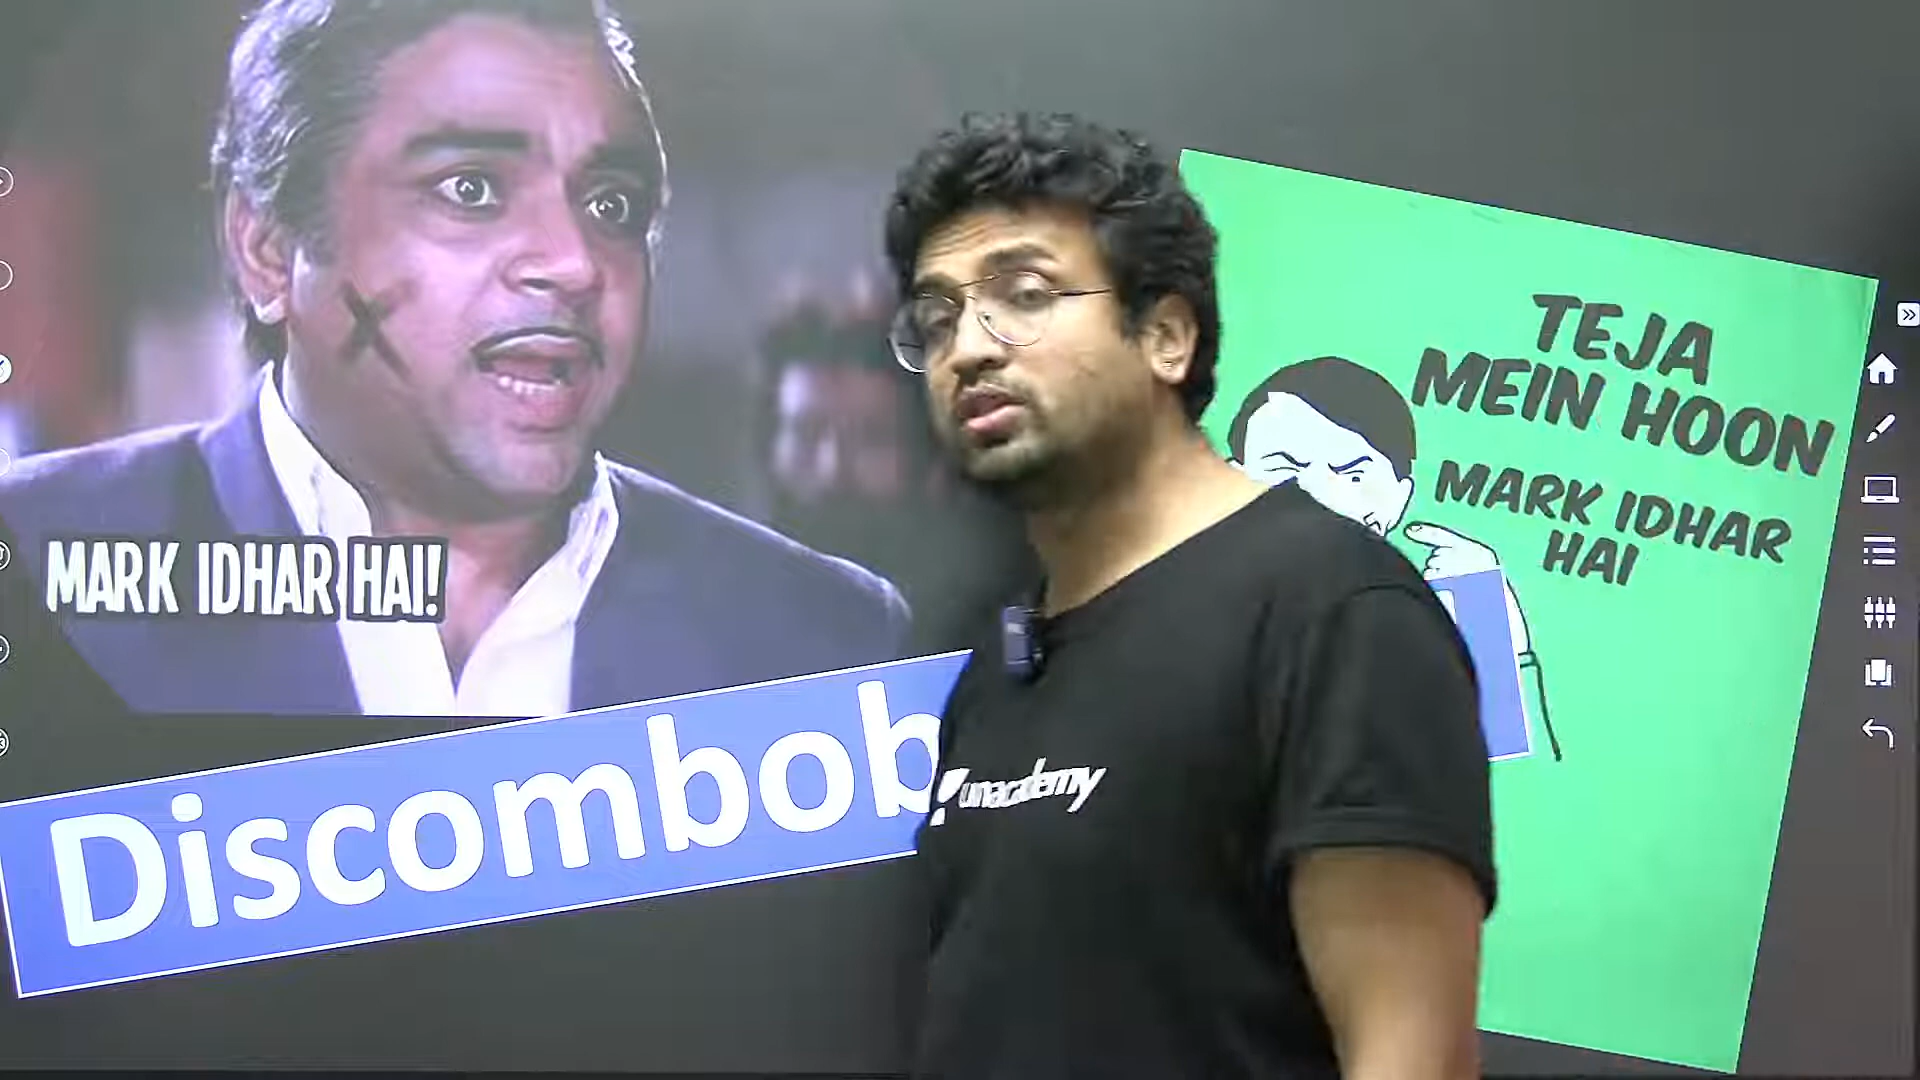 MARK IDHAR HAI!
Discombob
unacademy
TEJA
MEIN HOON
MARK IDHAR
HAI